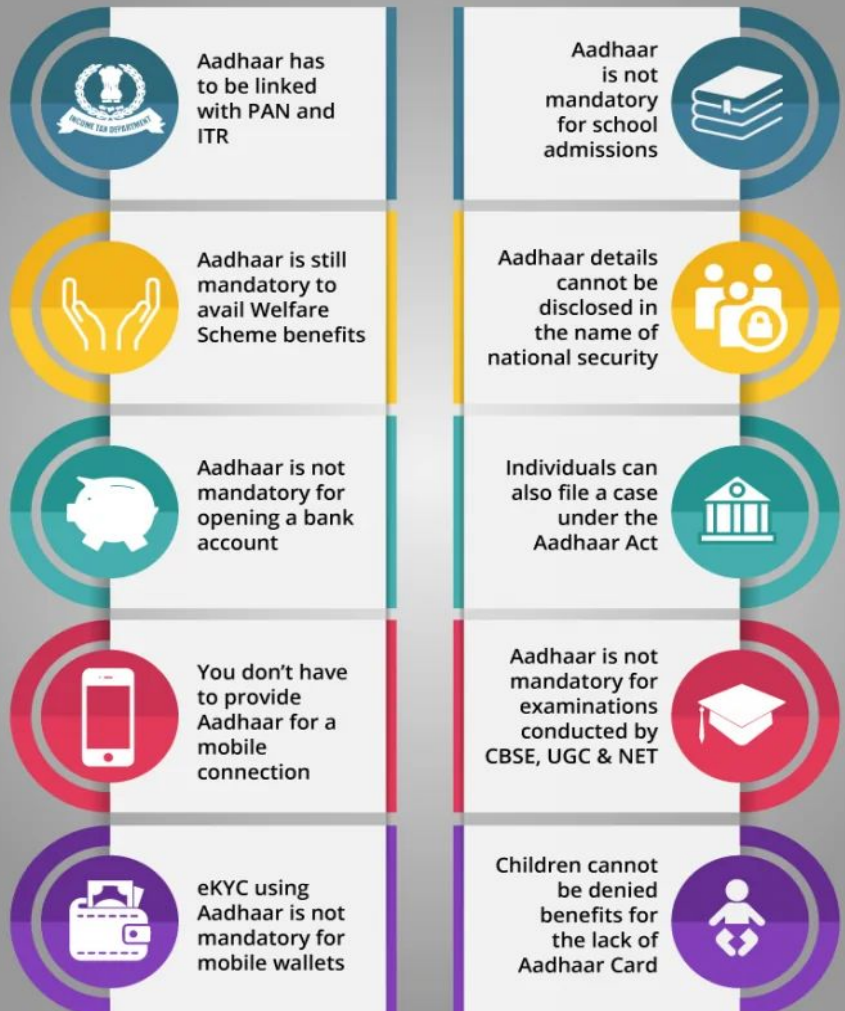 INCOME TAX DEPARTMENT
Aadhaar has
to be linked
with PAN and
ITR
Aadhaar
is not
mandatory
for school
admissions
Aadhaar is still
mandatory to
avail Welfare
Scheme benefits
Aadhaar details
cannot be
disclosed in
the name of
national security
Aadhaar is not
mandatory for
opening a bank
account
Individuals can
also file a case
under the
Aadhaar Act
You don’t have
to provide
Aadhaar for a
mobile
connection
Aadhaar is not
mandatory for
examinations
conducted by
CBSE, UGC & NET
eKYC using
Aadhaar is not
mandatory for
mobile wallets
Children cannot
be denied
benefits for
the lack of
Aadhaar Card